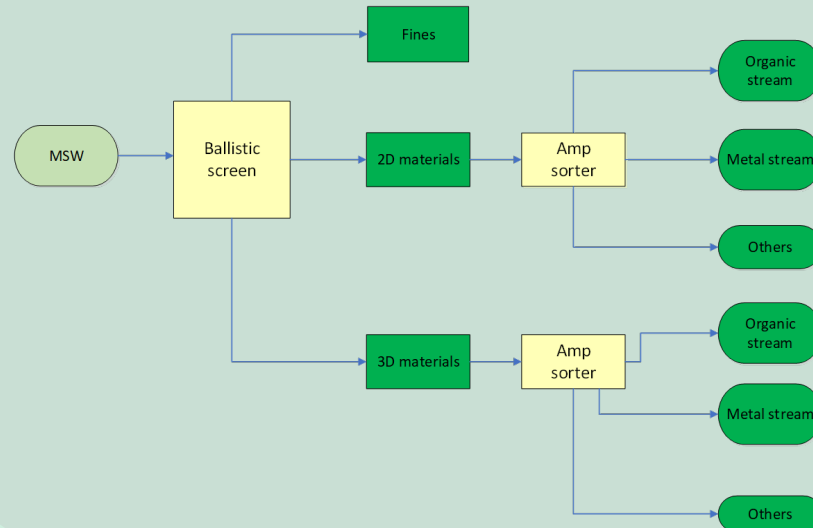 Fines
Organic
stream
MSW
Ballistic
screen
2D materials
Amp
sorter
Metal stream
Others
Organic
stream
3D materials
Amp
sorter
Metal stream
Others